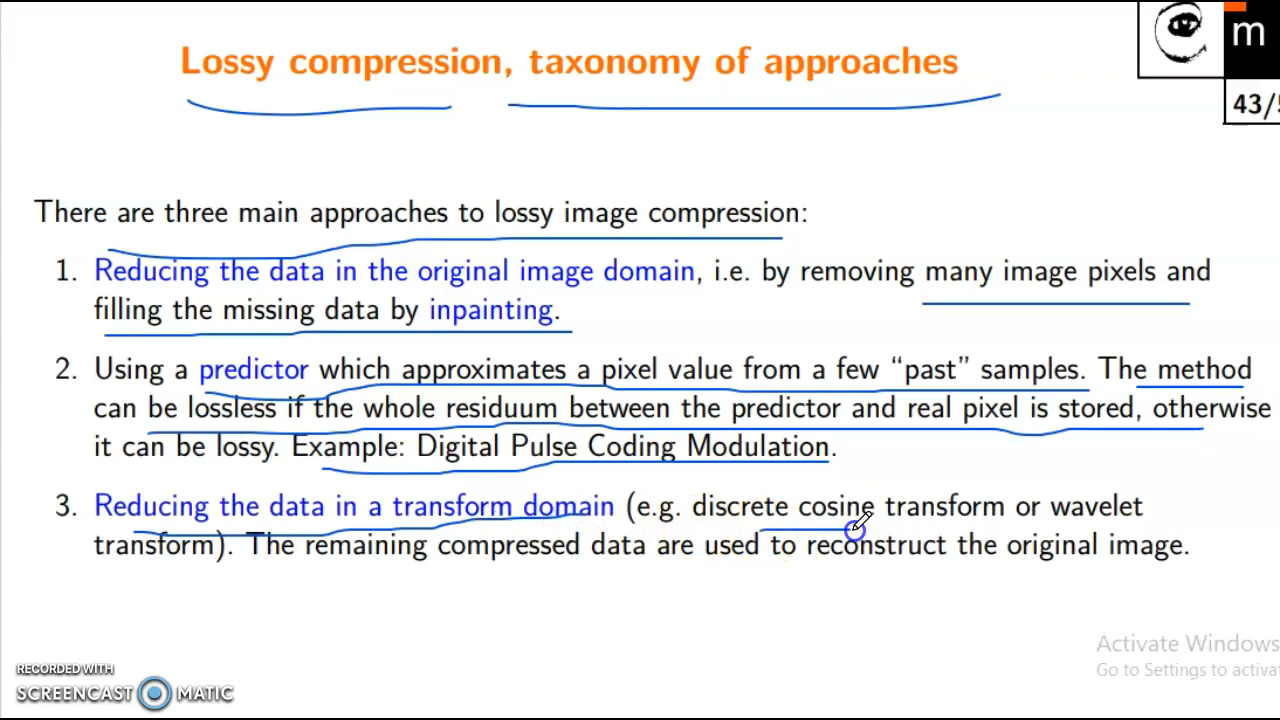 Lossy compression, taxonomy of approaches
m
43/5
There are three main approaches to lossy image compression:
1. Reducing the data in the original image domain, i.e. by removing many image pixels and
filling the missing data by inpainting.
2. Using a predictor which approximates a pixel value from a few “past” samples. The method
can be lossless if the whole residuum between the predictor and real pixel is stored, otherwise
it can be lossy. Example: Digital Pulse Coding Modulation.
3. Reducing the data in a transform domain (e.g. discrete cosine transform or wavelet
transform). The remaining compressed data are used to reconstruct the original image.
Activate Windows
Go to Settings to activa
RECORDED WITH
SCREENCAST MATIC